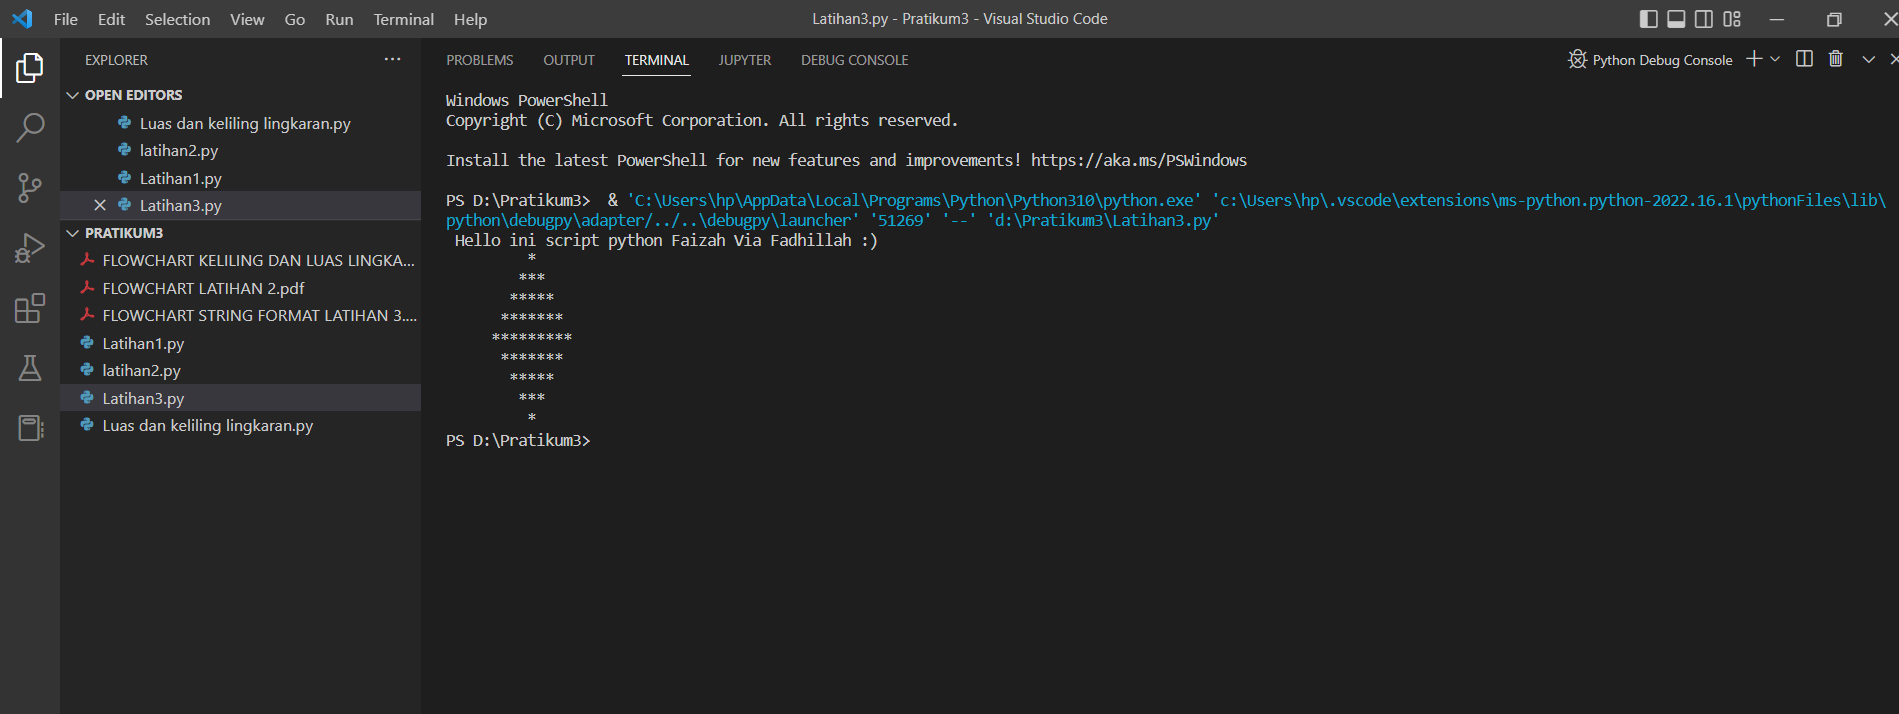 File Edit Selection View Go Run Terminal Help
Latihan3.py - Pratikum3 - Visual Studio Code
EXPLORER
OPEN EDITORS
Luas dan keliling lingkaran.py
latihan2.py
Latihan1.py
Latihan3.py
PRATIKUM3
FLOWCHART KELILING DAN LUAS LINGKA...
FLOWCHART LATIHAN 2.pdf
FLOWCHART STRING FORMAT LATIHAN 3....
Latihan1.py
latihan2.py
Latihan3.py
Luas dan keliling lingkaran.py
PROBLEMS OUTPUT TERMINAL JUPYTER DEBUG CONSOLE
Python Debug Console
Windows PowerShell
Copyright (C) Microsoft Corporation. All rights reserved.
Install the latest PowerShell for new features and improvements! https://aka.ms/PSWindows
PS D:\Pratikum3>  & 'C:\Users\hp\AppData\Local\Programs\Python\Python310\python.exe' 'c:\Users\hp\.vscode\extensions\ms-python.python-2022.16.1\pythonFiles\lib\
python\debugpy\adapter/../..\debugpy\launcher' '51269' '--' 'd:\Pratikum3\Latihan3.py'
 Hello ini script python Faizah Via Fadhillah :)
         *
        ***
       *****
      *******
     *********
      *******
       *****
        ***
         *
PS D:\Pratikum3>